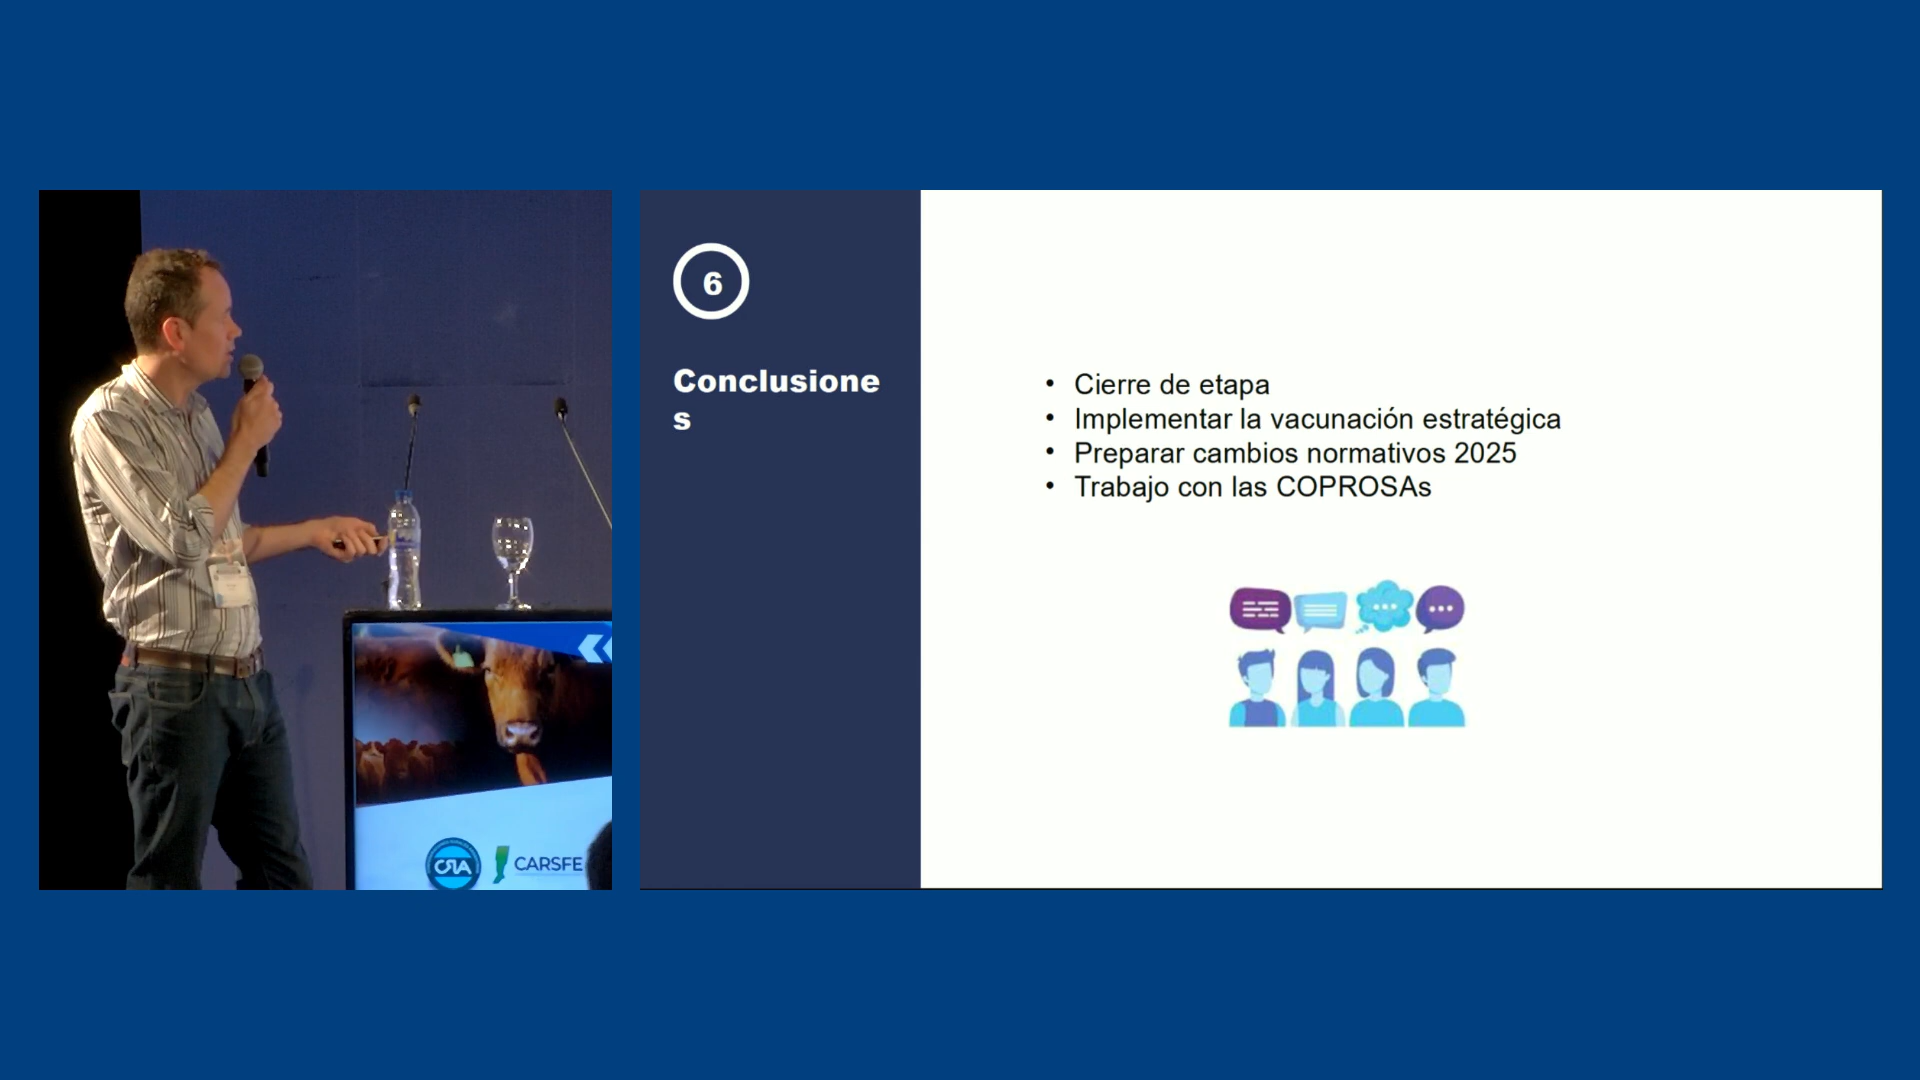 6
Conclusione
s
• Cierre de etapa
• Implementar la vacunación estratégica
• Preparar cambios normativos 2025
• Trabajo con las COPROSAs
CRA
CARSFE